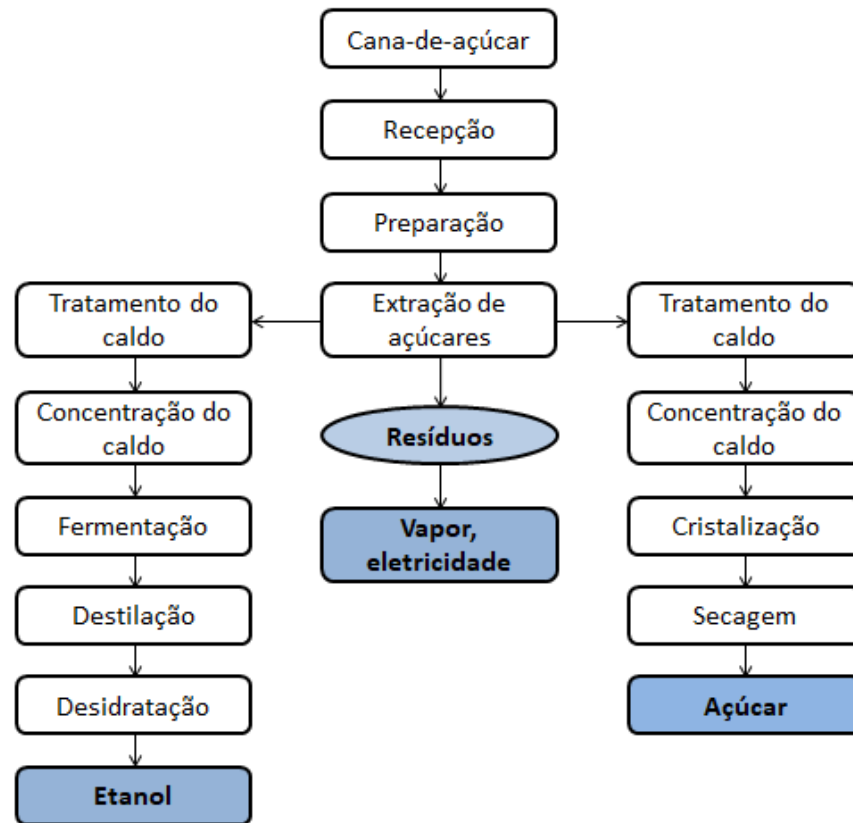 Cana-de-açúcar
Recepção
Preparação
Extração de
açúcares
Tratamento do
caldo
Concentração do
caldo
Fermentação
Destilação
Desidratação
Etanol
Resíduos
Vapor,
eletricidade
Tratamento do
caldo
Concentração do
caldo
Cristalização
Secagem
Açúcar